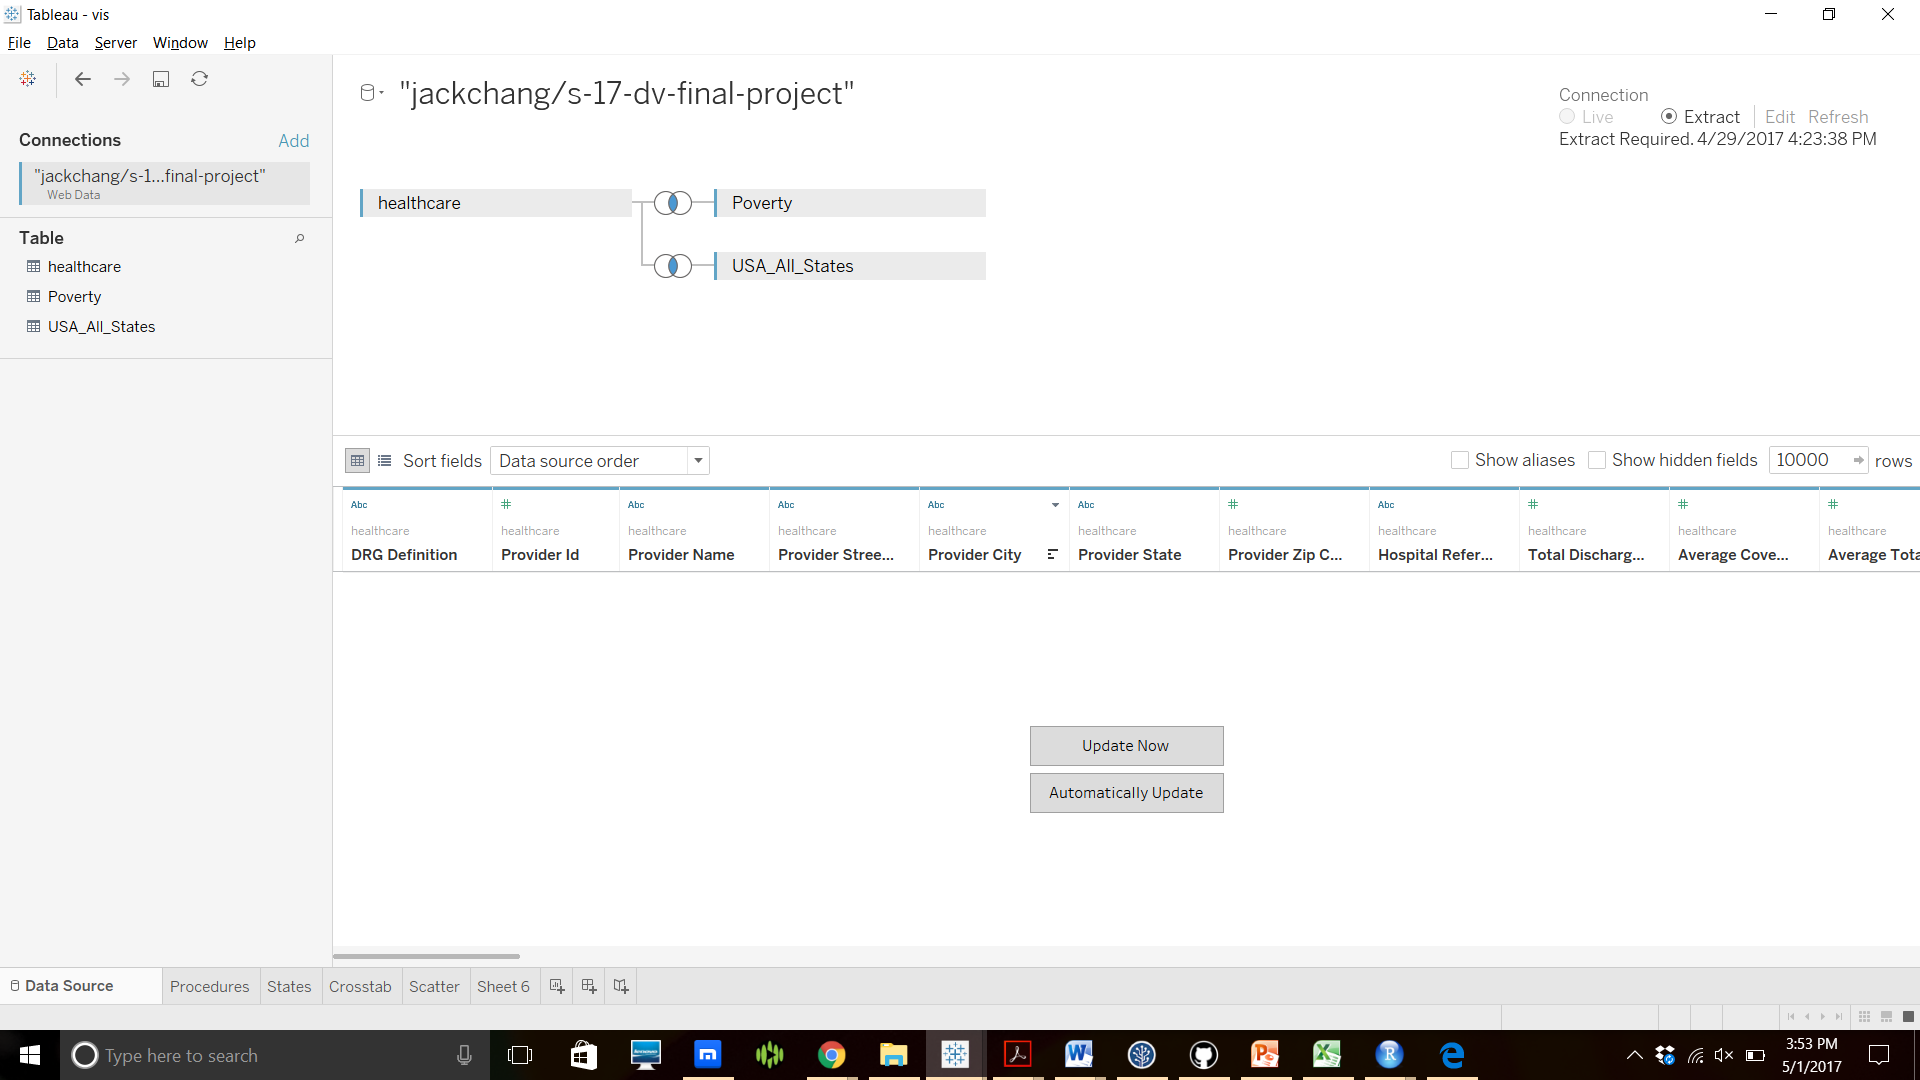 Tableau - vis
File Data Server Window Help
"jackchang/s-17-dv-final-project"
Connection
Live Extract Edit Refresh
Extract Required. 4/29/2017 4:23:38 PM
Connections Add
"jackchang/s-1...final-project"
Web Data
Table
healthcare
Poverty
USA_All_States
healthcare Poverty
USA_All_States
Sort fields Data source order Show aliases Show hidden fields 10000 rows
Abc # Abc Abc Abc Abc # Abc # # #
healthcare healthcare healthcare healthcare healthcare healthcare healthcare healthcare healthcare healthcare healthcare
DRG Definition Provider Id Provider Name Provider Stree... Provider City Provider State Provider Zip C... Hospital Refer... Total Discharg... Average Cove... Average Tota
Update Now
Automatically Update
Data Source Procedures States Crosstab Scatter Sheet 6
Type here to search
3:53 PM
5/1/2017